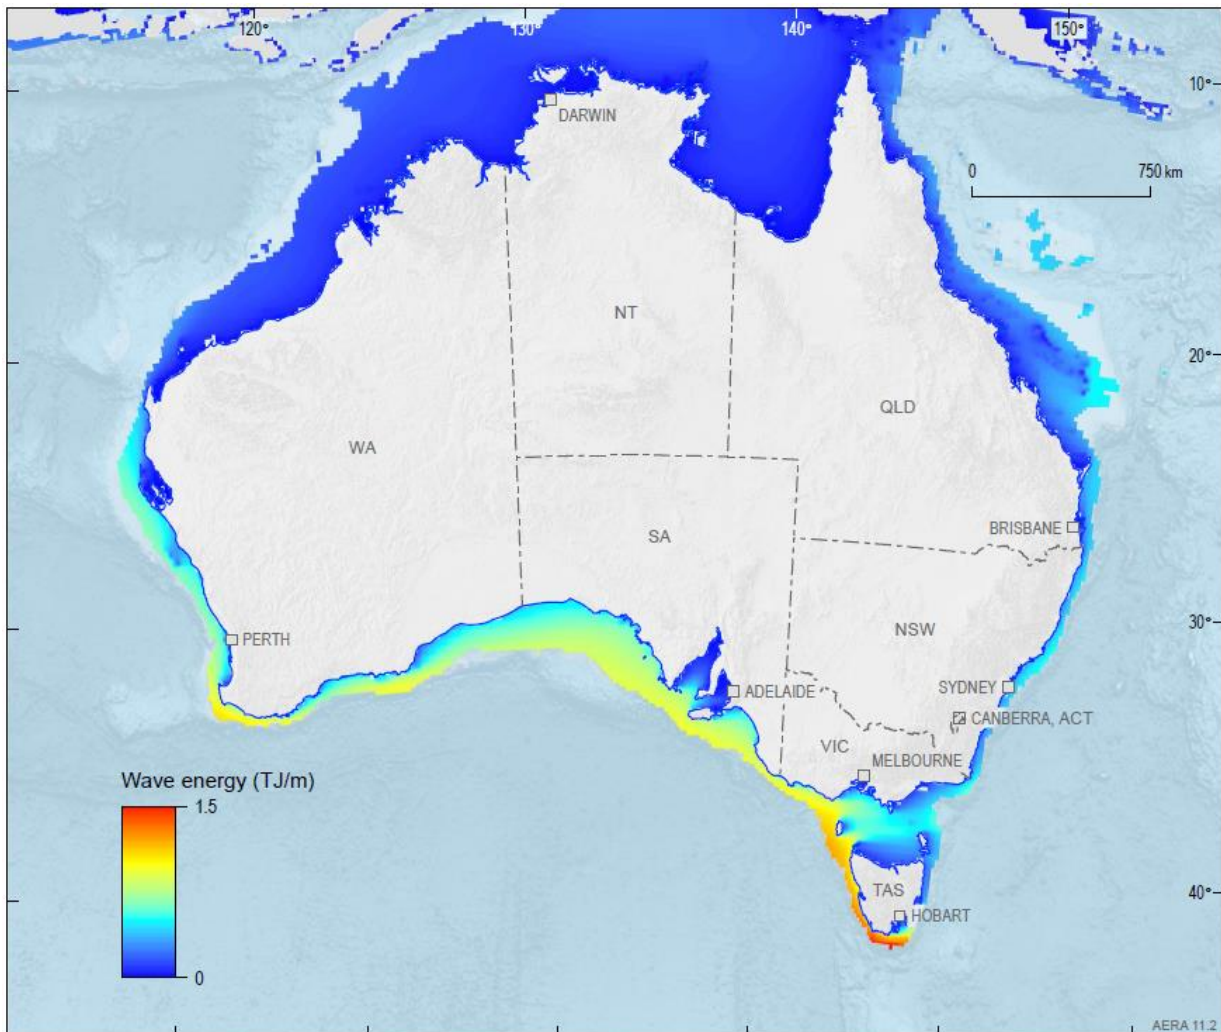 120°
130°
140°
150°
10°
DARWIN
0
750 km
NT
20°
QLD
WA
BRISBANE
SA
30°
NSW
PERTH
SYDNEY
ADELAIDE
CANBERRA, ACT
VIC
MELBOURNE
Wave energy (TJ/m)
1.5
0
TAS
40°
HOBART
AERA 11.2